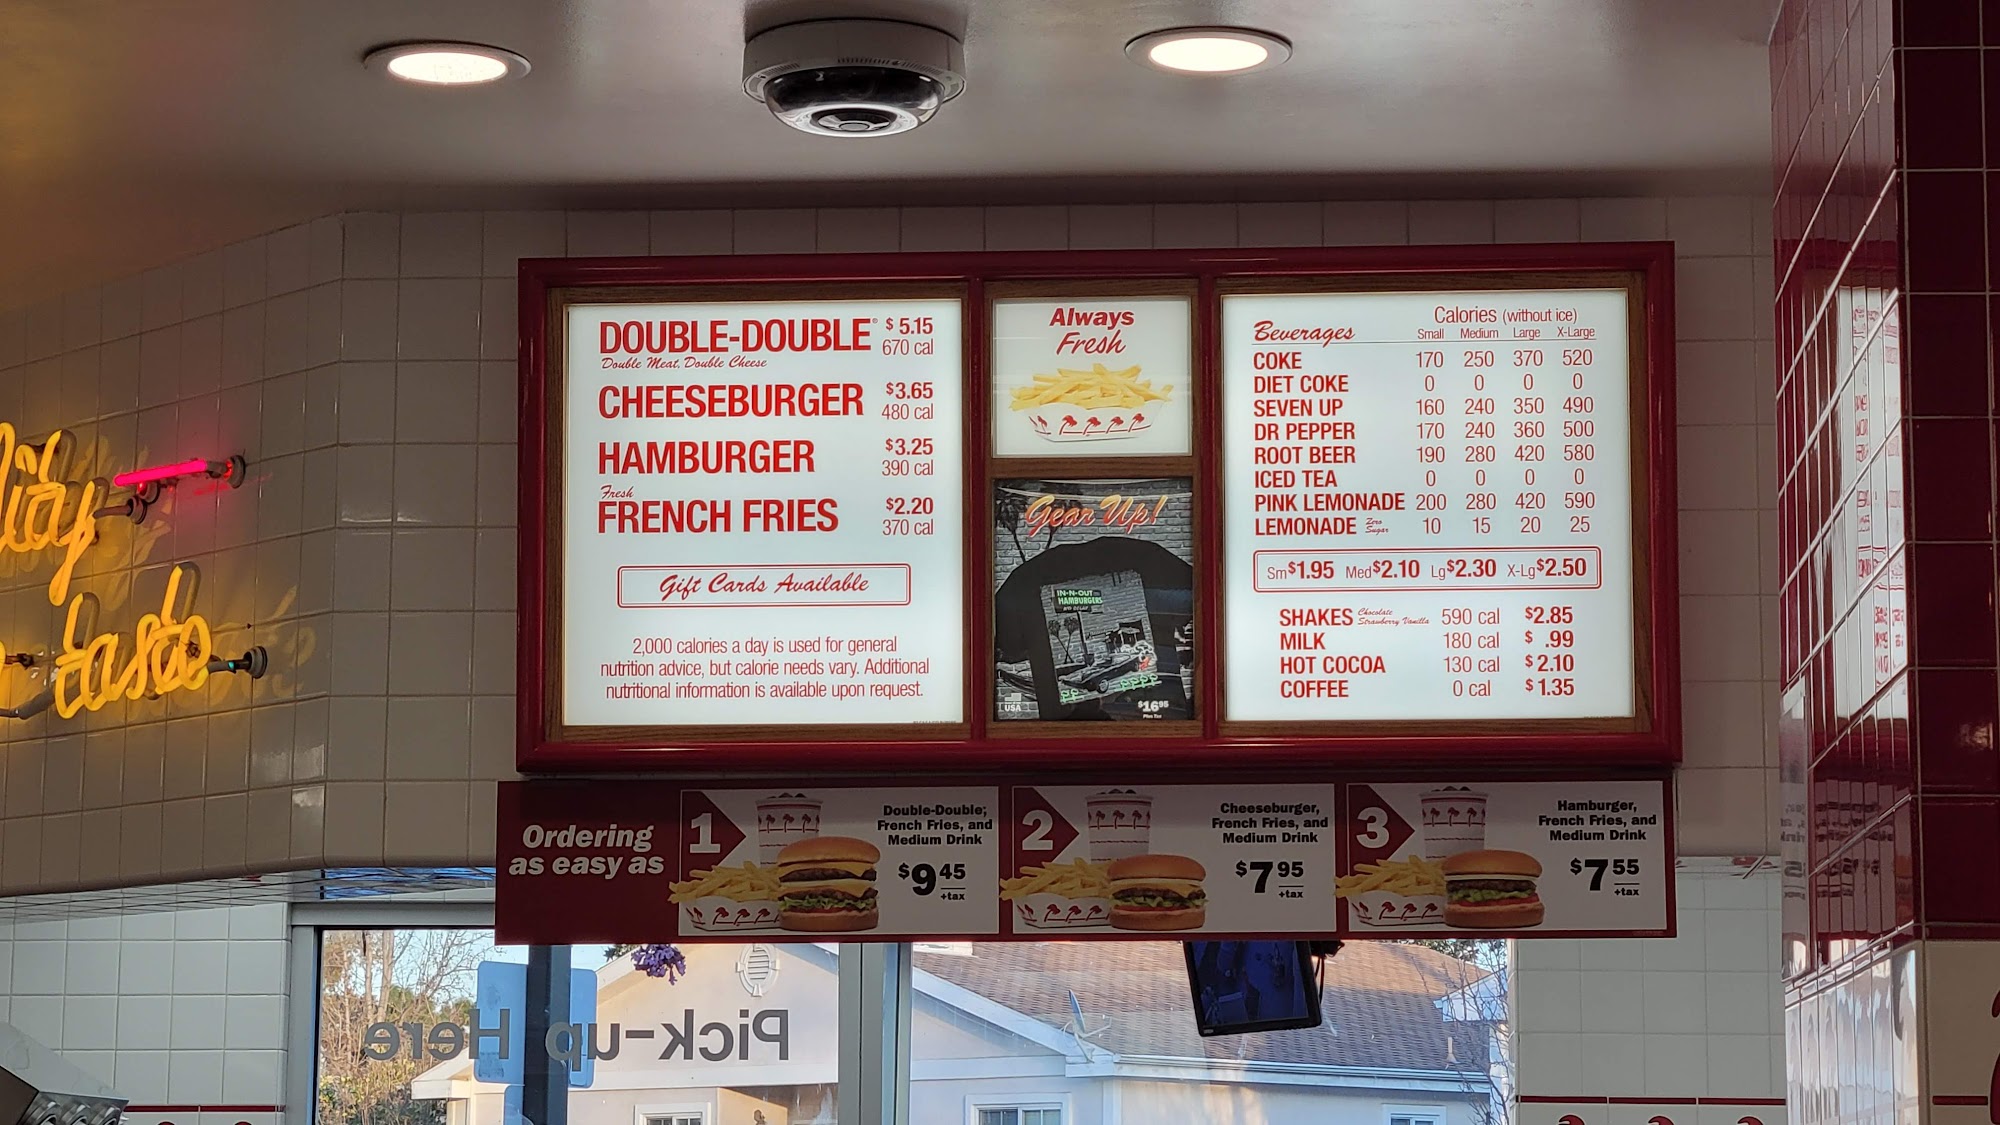 DOUBLE-DOUBLE® $5.15
Double Meat, Double Cheese 670 cal
CHEESEBURGER $3.65
480 cal
HAMBURGER $3.25
390 cal
Fresh
FRENCH FRIES $2.20
370 cal
Gift Cards Available
2,000 calories a day is used for general
nutrition advice, but calorie needs vary. Additional
nutritional information is available upon request.
Always
Fresh
Gear Up!
IN-N-OUT
HAMBURGERS
NO DELAY
USA
$16.95
Plus Tax
Calories (without ice)
Beverages Small Medium Large X-Large
COKE 170 250 370 520
DIET COKE 0 0 0 0
SEVEN UP 160 240 350 490
DR PEPPER 170 240 360 500
ROOT BEER 190 280 420 580
ICED TEA 0 0 0 0
PINK LEMONADE 200 280 420 590
LEMONADE Zero Sugar 10 15 20 25
Sm $1.95 Med $2.10 Lg $2.30 X-Lg $2.50
SHAKES Chocolate Strawberry Vanilla 590 cal $2.85
MILK 180 cal $ .99
HOT COCOA 130 cal $2.10
COFFEE 0 cal $1.35
Ordering
as easy as
1
Double-Double,
French Fries, and
Medium Drink
$9.45
+tax
2
Cheeseburger,
French Fries, and
Medium Drink
$7.95
+tax
3
Hamburger,
French Fries, and
Medium Drink
$7.55
+tax
taste
Pick-up Here